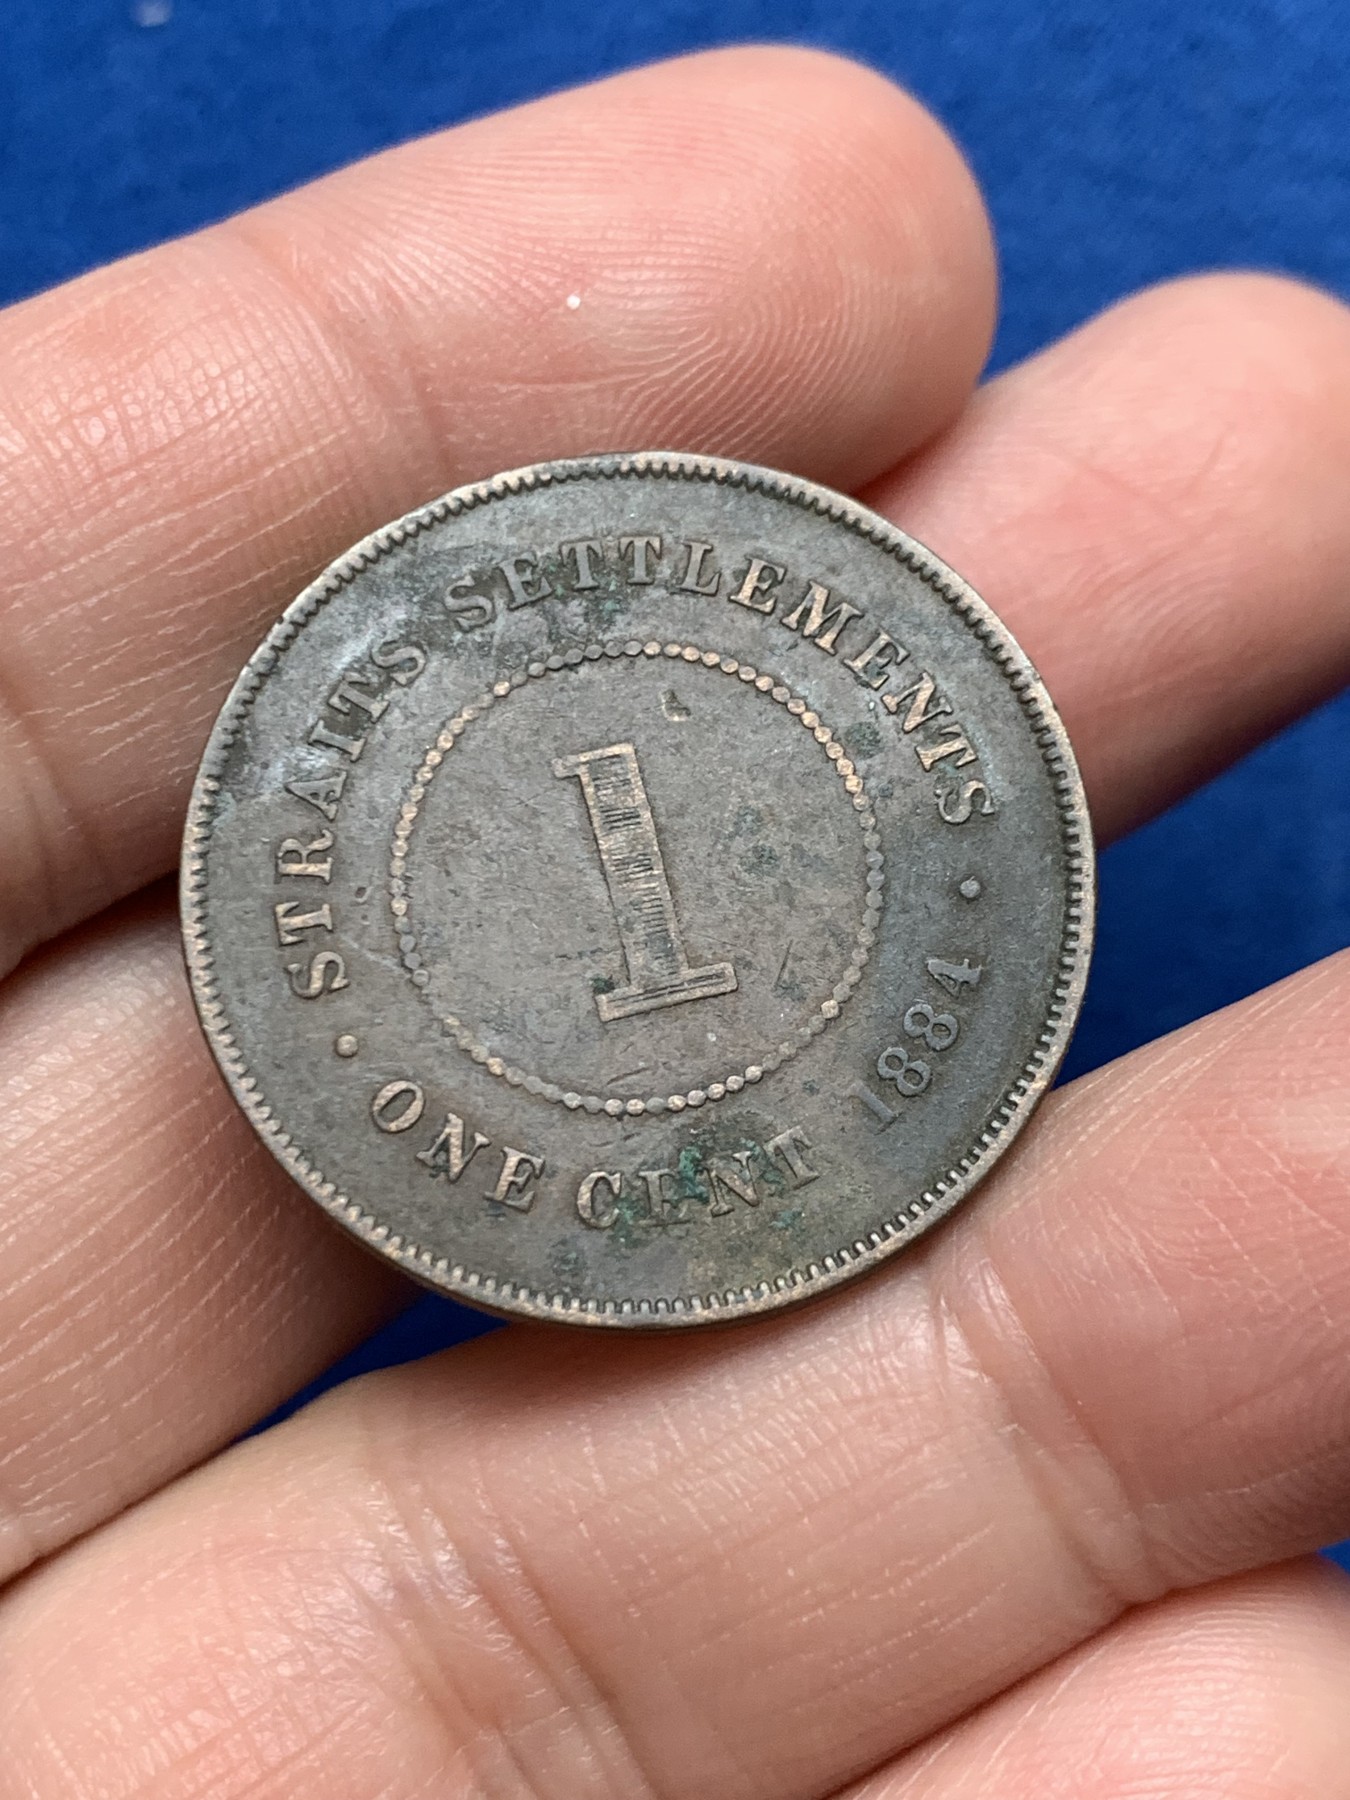 STRAITS SETTLEMENTS
1
ONE CENT 1884